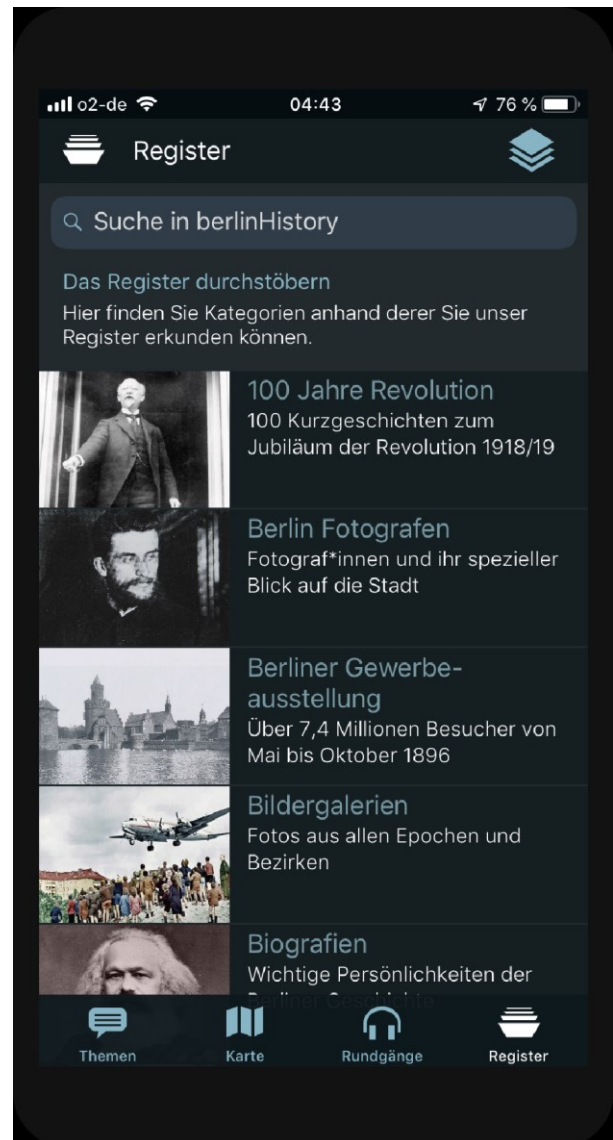 o2-de 04:43 76 %
Register
Suche in berlinHistory
Das Register durchstöbern
Hier finden Sie Kategorien anhand derer Sie unser
Register erkunden können.
100 Jahre Revolution
100 Kurzgeschichten zum
Jubiläum der Revolution 1918/19
Berlin Fotografen
Fotograf*innen und ihr spezieller
Blick auf die Stadt
Berliner Gewerbe-
ausstellung
Über 7,4 Millionen Besucher von
Mai bis Oktober 1896
Bildergalerien
Fotos aus allen Epochen und
Bezirken
Biografien
Wichtige Persönlichkeiten der
Berliner Geschichte
Themen Karte Rundgänge Register